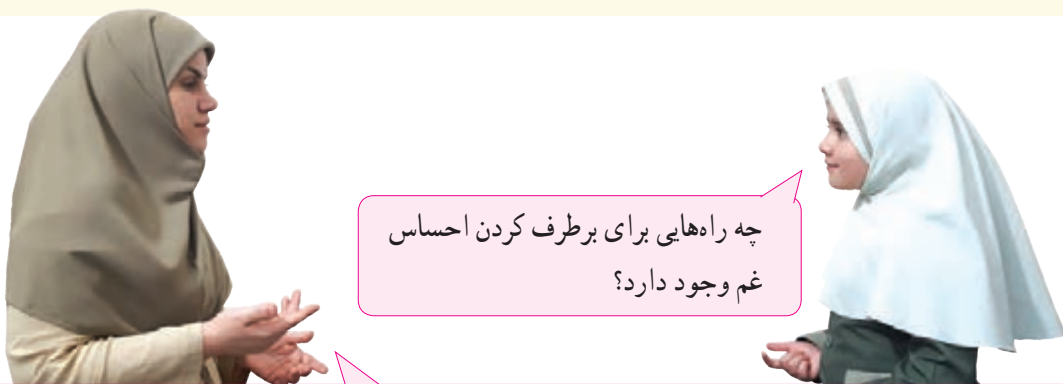 چه راه‌هایی برای برطرف کردن احساس
غم وجود دارد؟